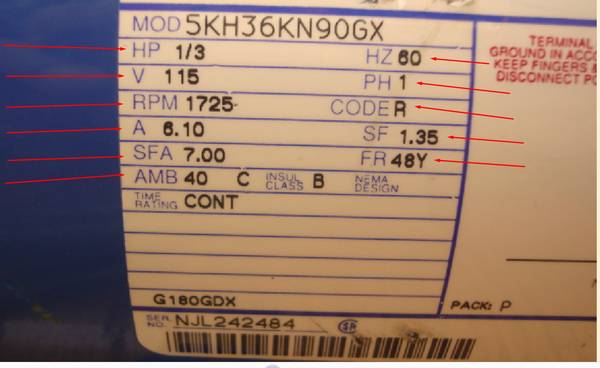 MOD 5KH36KN90GX
HP 1/3 HZ 60
V 115 PH 1
RPM 1725 CODE R
A 6.10 SF 1.35
SFA 7.00 FR 48Y
AMB 40 C INSUL CLASS B NEMA DESIGN
TIME RATING CONT
G180GDX
SER. NO. NJL242484
TERMINAL
GROUND IN ACCO
KEEP FINGERS &
DISCONNECT PO
PACK: P